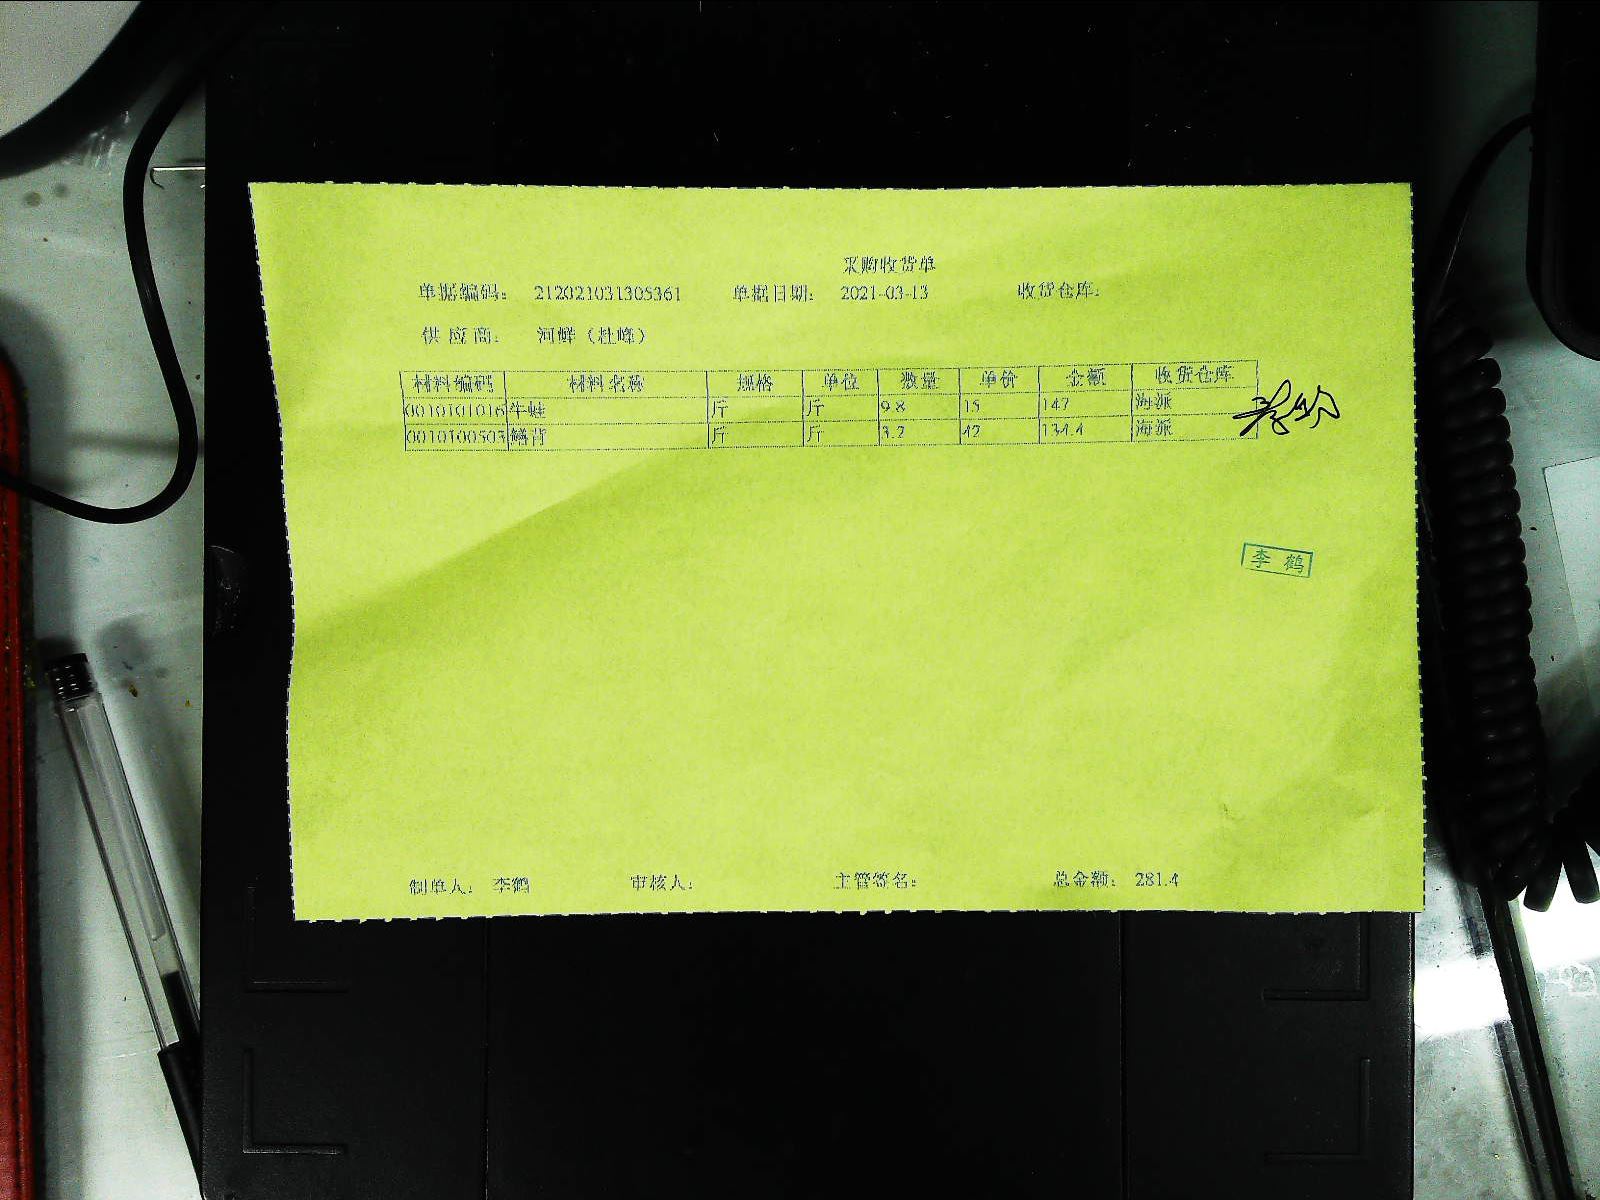 采购收货单
单据编码： 212021031305361 单据日期： 2021-03-13 收货仓库：
供应商： 河鲜（杜峰）
材料编码 材料名称 规格 单位 数量 单价 金额 收货仓库
0010101016 牛蛙 斤 斤 9.8 15 147 海派
0010100503 鳝背 斤 斤 3.2 42 134.4 海派
李鹤
制单人： 李鹤 审核人： 主管签名： 总金额： 281.4